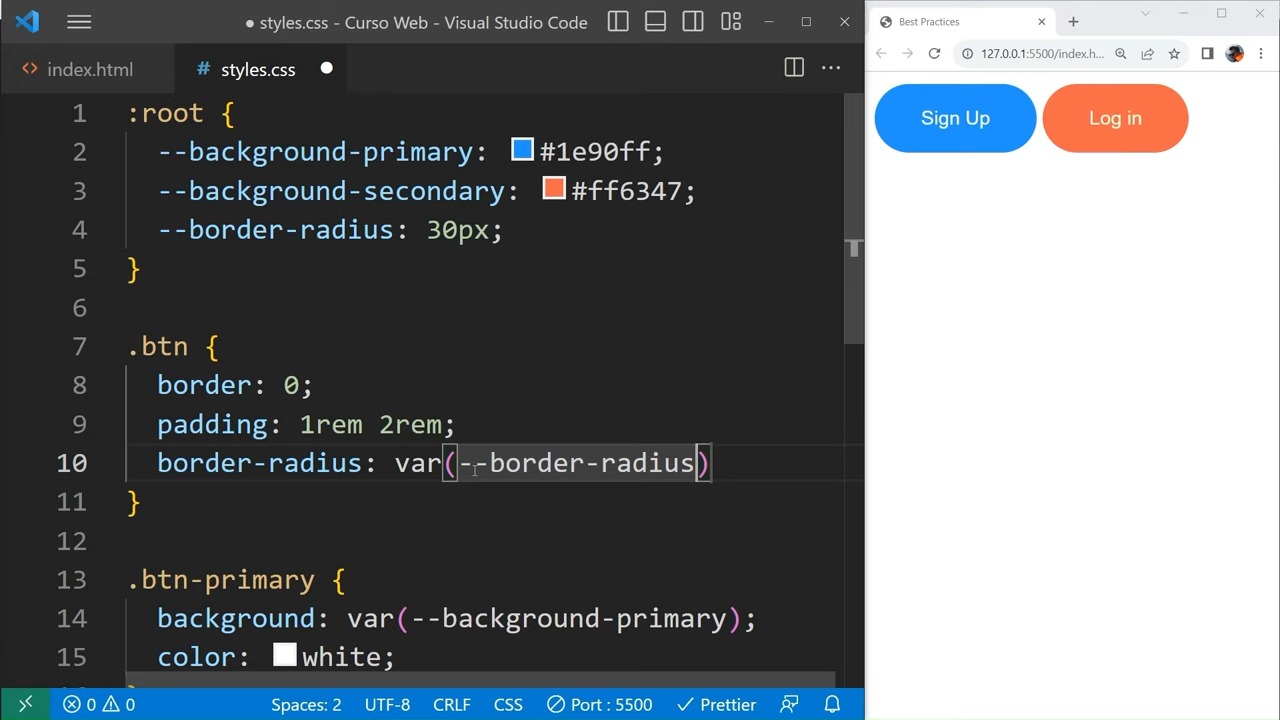 styles.css - Curso Web - Visual Studio Code
index.html
# styles.css
1 :root {
2 --background-primary: #1e90ff;
3 --background-secondary: #ff6347;
4 --border-radius: 30px;
5 }
6
7 .btn {
8 border: 0;
9 padding: 1rem 2rem;
10 border-radius: var(--border-radius)
11 }
12
13 .btn-primary {
14 background: var(--background-primary);
15 color: white;
0 0 Spaces: 2 UTF-8 CRLF CSS Port : 5500 Prettier
Best Practices
127.0.0.1:5500/index.h...
Sign Up Log in